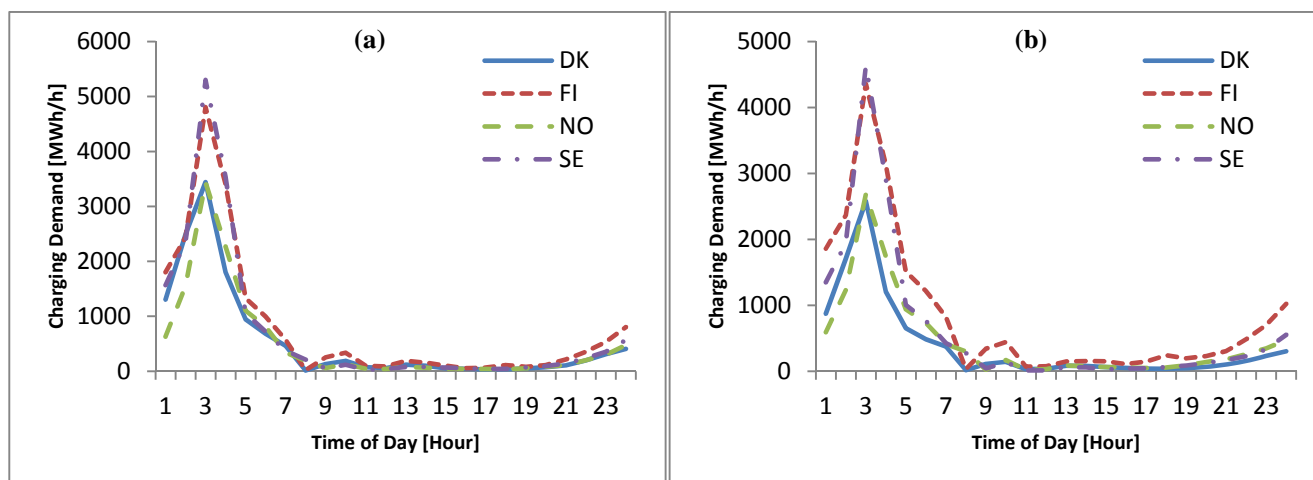 (a)
Charging Demand [MWh/h]
6000
5000
4000
3000
2000
1000
0
DK
FI
NO
SE
1 3 5 7 9 11 13 15 17 19 21 23
Time of Day [Hour]
(b)
Charging Demand [MWh/h]
5000
4000
3000
2000
1000
0
DK
FI
NO
SE
1 3 5 7 9 11 13 15 17 19 21 23
Time of Day [Hour]